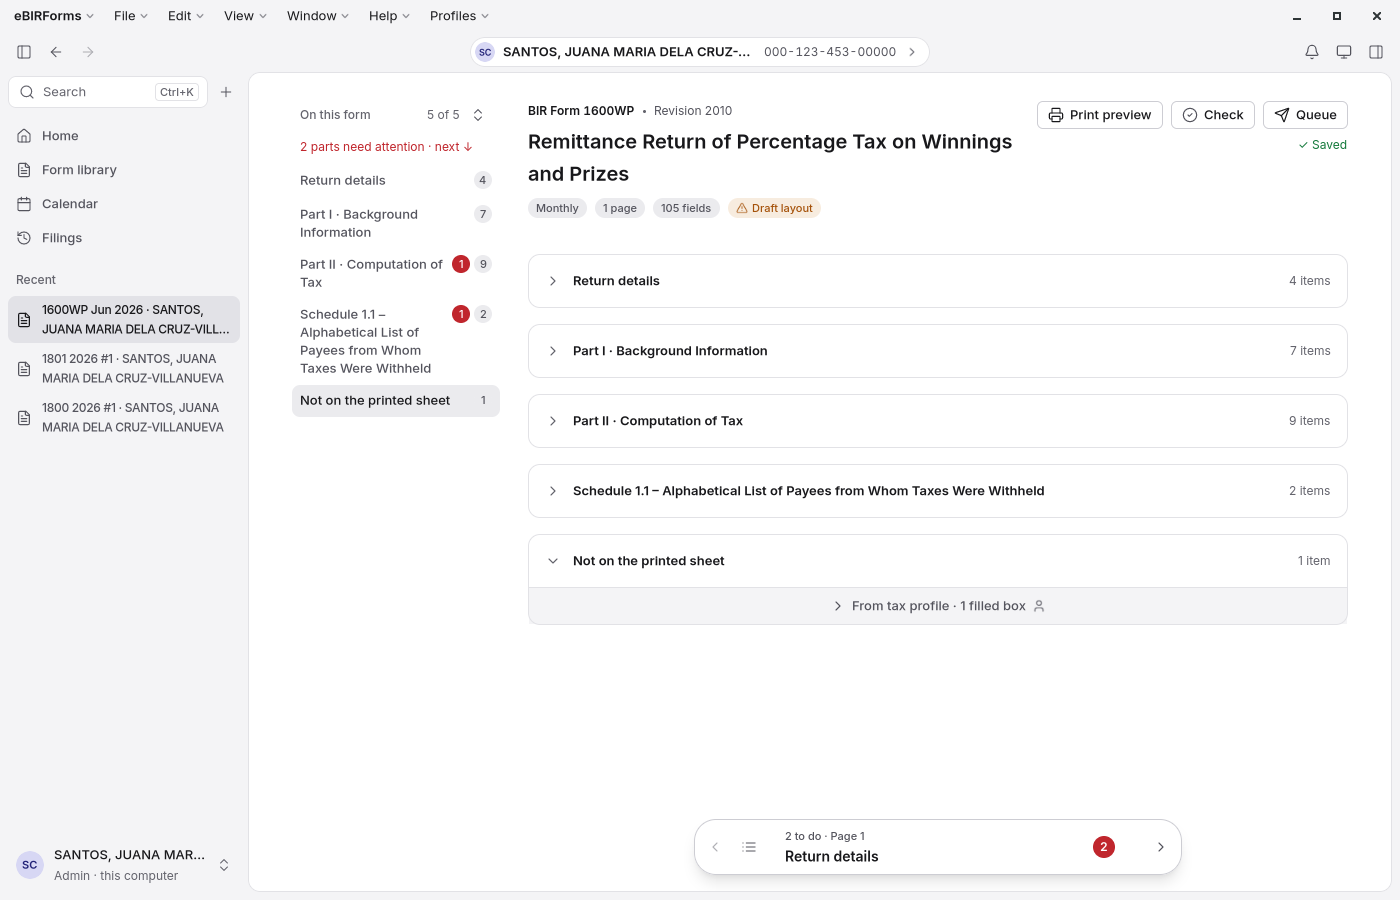 eBIRForms File Edit View Window Help Profiles
SC SANTOS, JUANA MARIA DELA CRUZ-... 000-123-453-00000
Search Ctrl+K
Home
Form library
Calendar
Filings
Recent
1600WP Jun 2026 · SANTOS,
JUANA MARIA DELA CRUZ-VILL...
1801 2026 #1 · SANTOS, JUANA
MARIA DELA CRUZ-VILLANUEVA
1800 2026 #1 · SANTOS, JUANA
MARIA DELA CRUZ-VILLANUEVA
SC
SANTOS, JUANA MAR...
Admin · this computer
On this form 5 of 5
2 parts need attention · next ↓
Return details 4
Part I · Background 7
Information
Part II · Computation of 1 9
Tax
Schedule 1.1 – 1 2
Alphabetical List of
Payees from Whom
Taxes Were Withheld
Not on the printed sheet 1
BIR Form 1600WP • Revision 2010
Remittance Return of Percentage Tax on Winnings
and Prizes
Monthly 1 page 105 fields Draft layout
Print preview Check Queue
✓ Saved
Return details 4 items
Part I · Background Information 7 items
Part II · Computation of Tax 9 items
Schedule 1.1 – Alphabetical List of Payees from Whom Taxes Were Withheld 2 items
Not on the printed sheet 1 item
From tax profile · 1 filled box
2 to do · Page 1
Return details 2